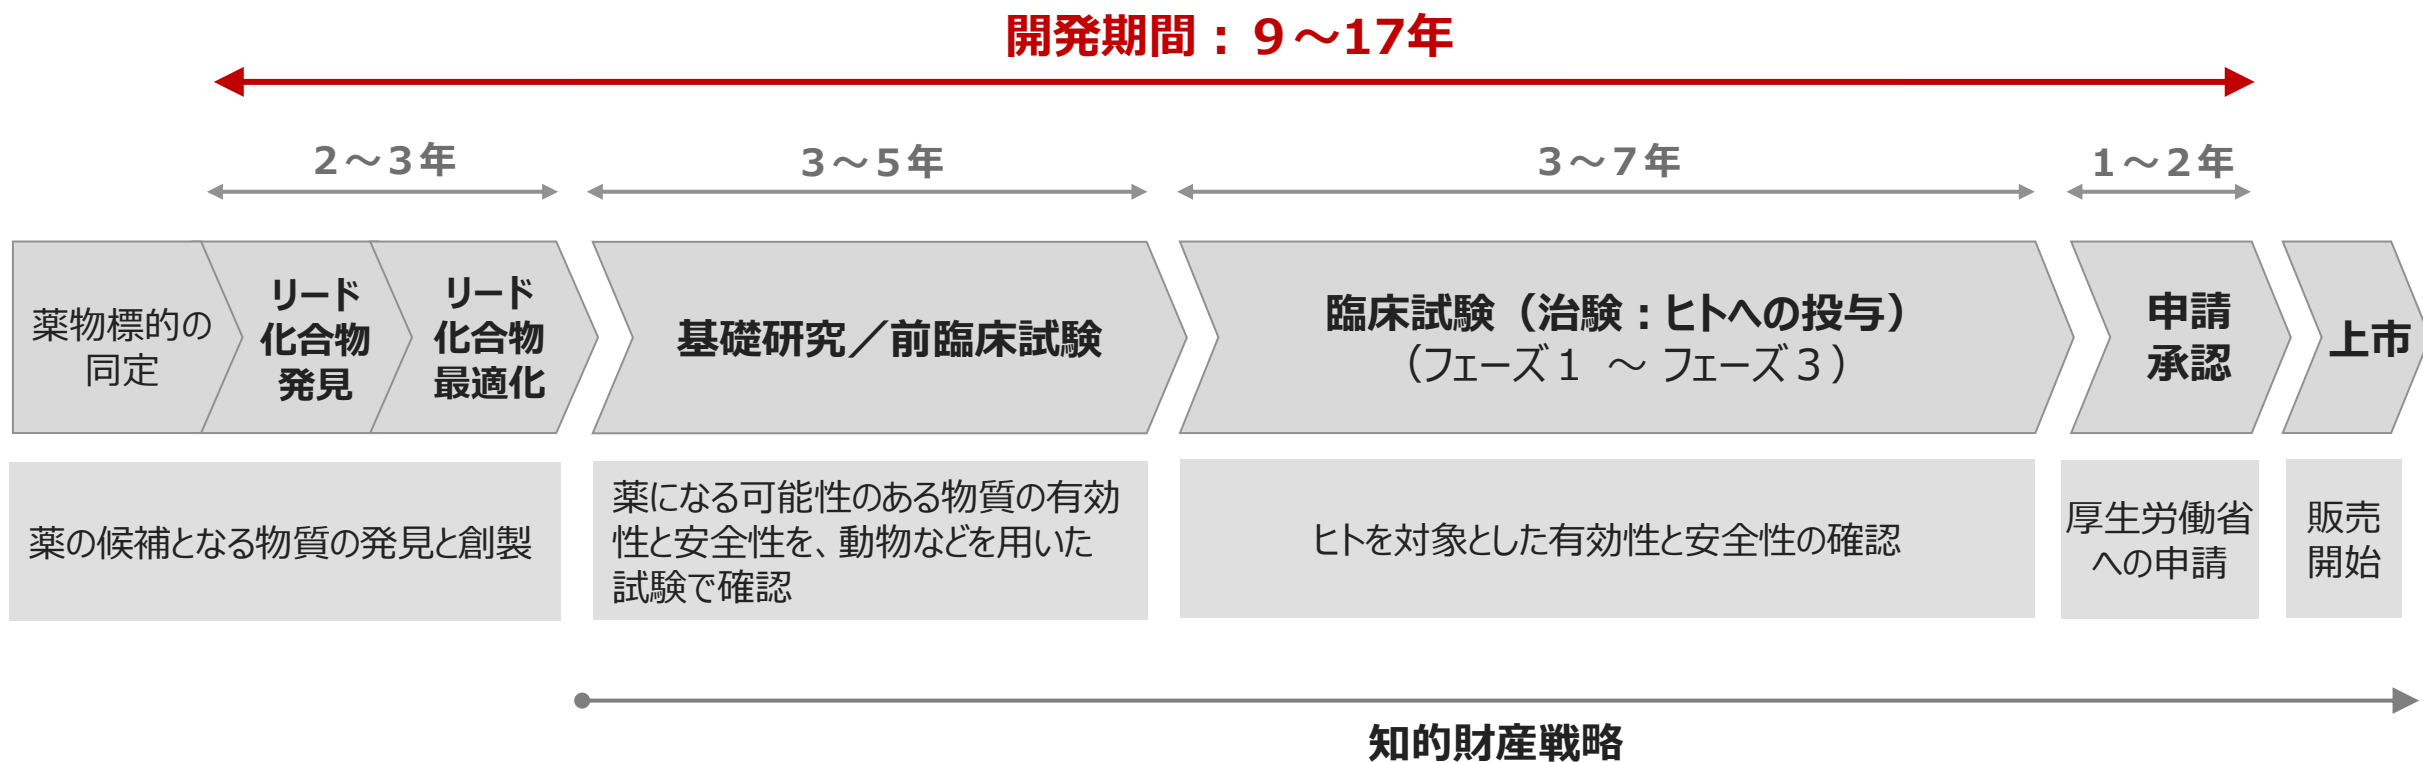 開発期間：９～17年
２～３年
３～５年
３～７年
１～２年
薬物標的の
同定
リード
化合物
発見
リード
化合物
最適化
基礎研究／前臨床試験
臨床試験（治験：ヒトへの投与）
（フェーズ１ ～ フェーズ３）
申請
承認
上市
薬の候補となる物質の発見と創製
薬になる可能性のある物質の有効
性と安全性を、動物などを用いた
試験で確認
ヒトを対象とした有効性と安全性の確認
厚生労働省
への申請
販売
開始
知的財産戦略